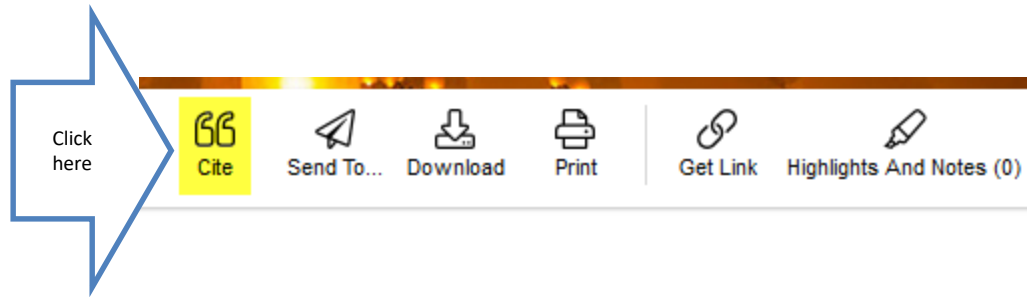 Click
here
Cite
Send To...
Download
Print
Get Link
Highlights And Notes (0)